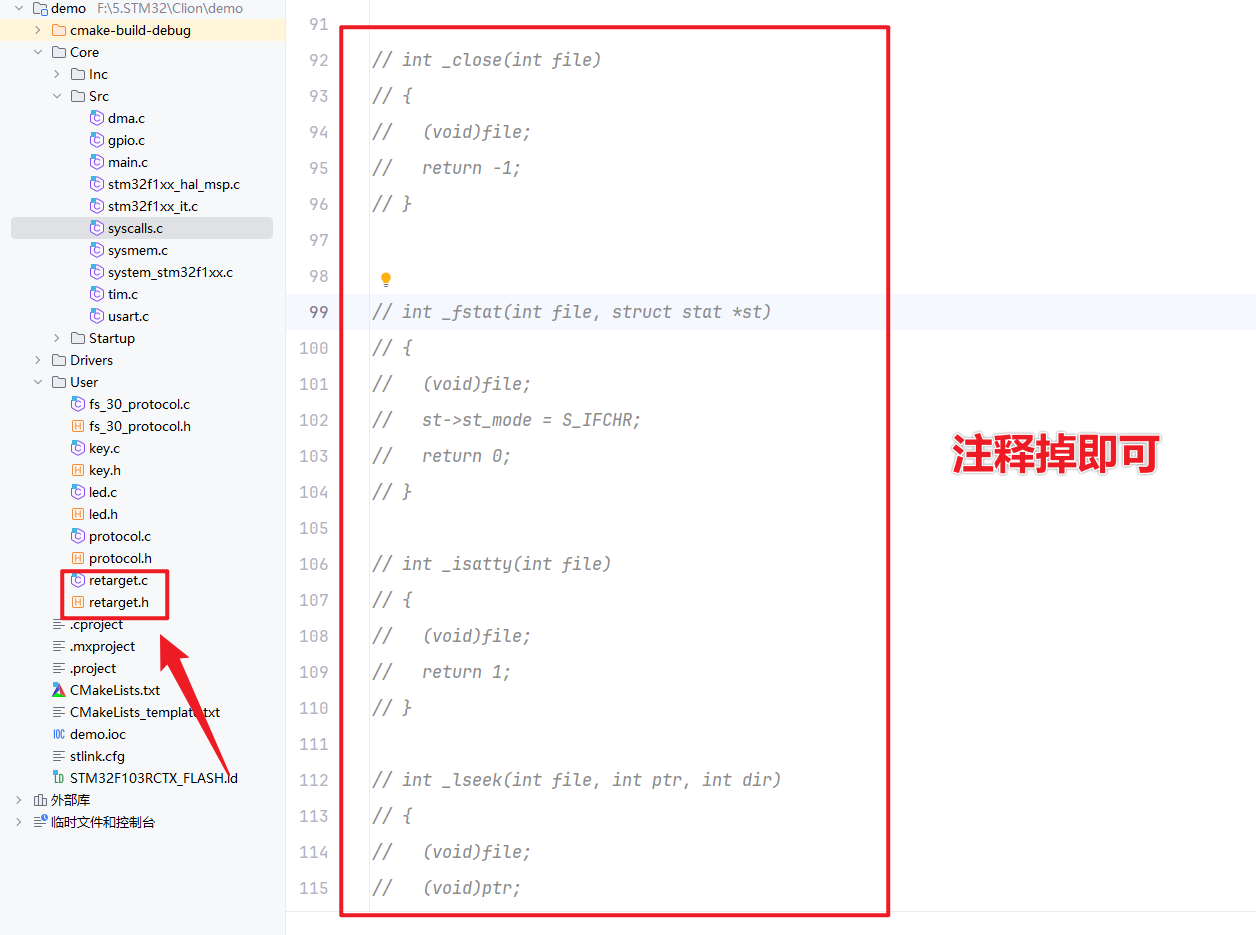 demo F:\5.STM32\Clion\demo
cmake-build-debug
Core
Inc
Src
dma.c
gpio.c
main.c
stm32f1xx_hal_msp.c
stm32f1xx_it.c
syscalls.c
sysmem.c
system_stm32f1xx.c
tim.c
usart.c
Startup
Drivers
User
fs_30_protocol.c
fs_30_protocol.h
key.c
key.h
led.c
led.h
protocol.c
protocol.h
retarget.c
retarget.h
.cproject
.mxproject
.project
CMakeLists.txt
CMakeLists_template.txt
demo.ioc
stlink.cfg
STM32F103RCTX_FLASH.ld
外部库
临时文件和控制台
91
92 // int _close(int file)
93 // {
94 //   (void)file;
95 //   return -1;
96 // }
97
98
99 // int _fstat(int file, struct stat *st)
100 // {
101 //   (void)file;
102 //   st->st_mode = S_IFCHR;
103 //   return 0;
104 // }
105
106 // int _isatty(int file)
107 // {
108 //   (void)file;
109 //   return 1;
110 // }
111
112 // int _lseek(int file, int ptr, int dir)
113 // {
114 //   (void)file;
115 //   (void)ptr;
注释掉即可